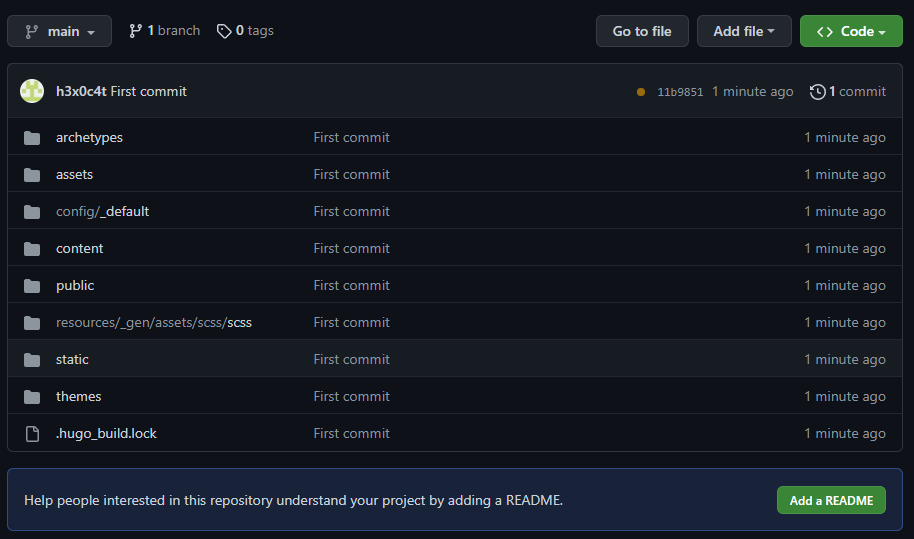 main 1 branch 0 tags Go to file Add file Code
h3x0c4t First commit 11b9851 1 minute ago 1 commit
archetypes First commit 1 minute ago
assets First commit 1 minute ago
config/_default First commit 1 minute ago
content First commit 1 minute ago
public First commit 1 minute ago
resources/_gen/assets/scss/scss First commit 1 minute ago
static First commit 1 minute ago
themes First commit 1 minute ago
.hugo_build.lock First commit 1 minute ago
Help people interested in this repository understand your project by adding a README. Add a README